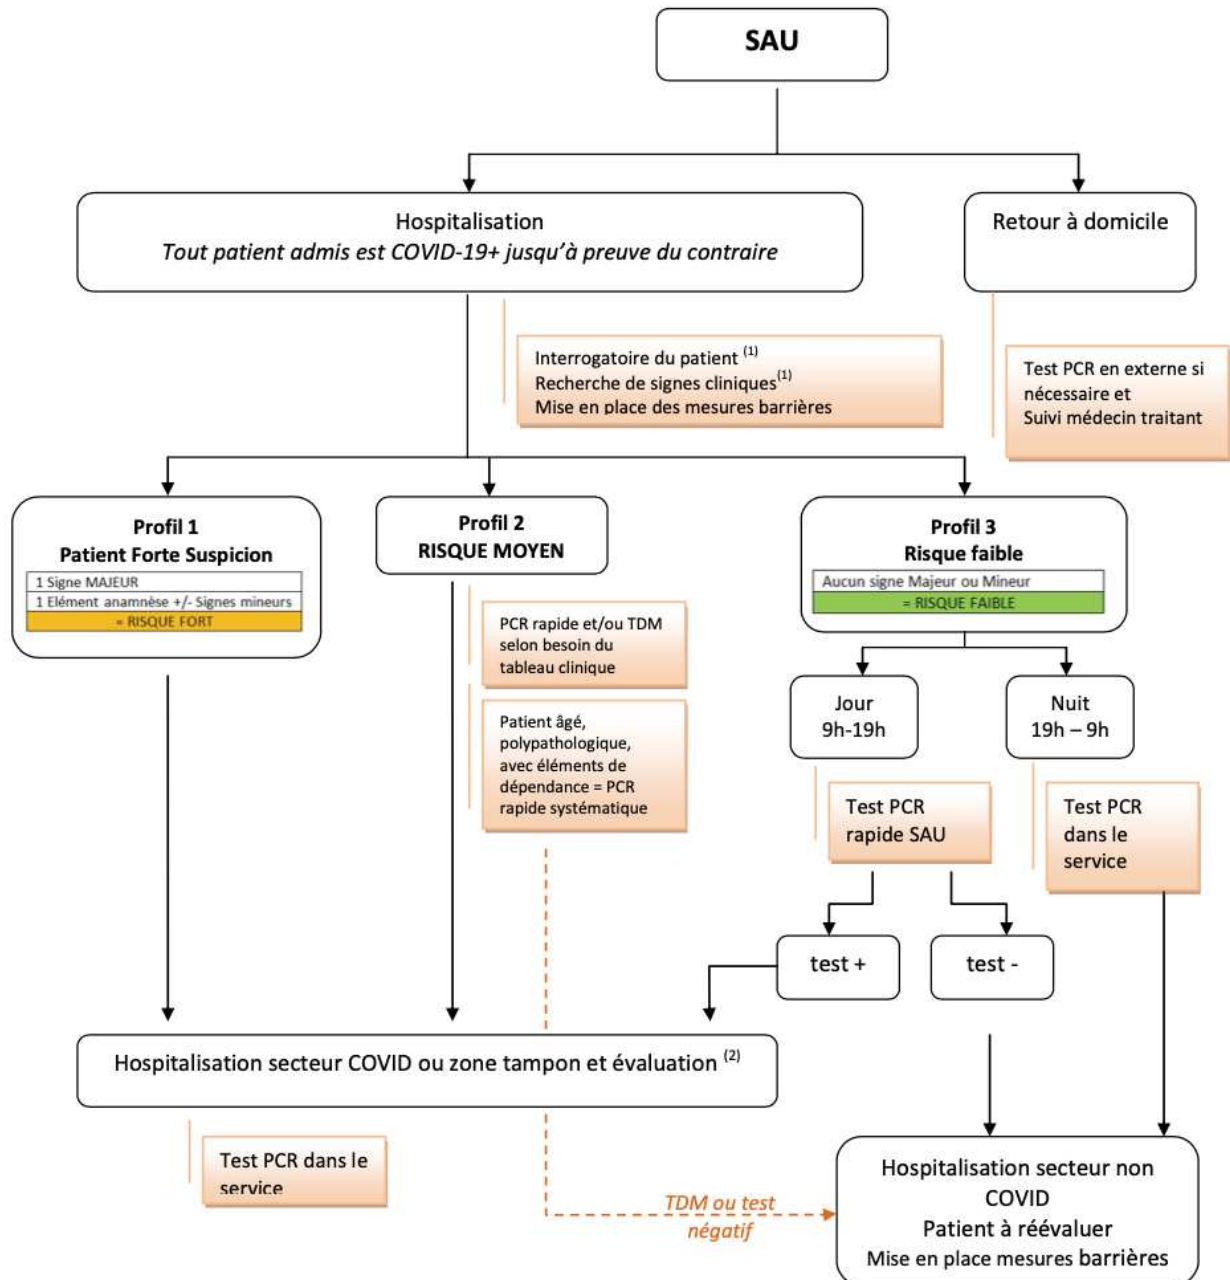 SAU
Hospitalisation
Tout patient admis est COVID-19+ jusqu'à preuve du contraire
Retour à domicile
Interrogatoire du patient (1)
Recherche de signes cliniques(1)
Mise en place des mesures barrières
Test PCR en externe si
nécessaire et
Suivi médecin traitant
Profil 1
Patient Forte Suspicion
1 Signe MAJEUR
1 Elément anamnèse +/- Signes mineurs
= RISQUE FORT
Profil 2
RISQUE MOYEN
Profil 3
Risque faible
Aucun signe Majeur ou Mineur
= RISQUE FAIBLE
PCR rapide et/ou TDM
selon besoin du
tableau clinique
Patient âgé,
polypathologique,
avec éléments de
dépendance = PCR
rapide systématique
Jour
9h-19h
Nuit
19h – 9h
Test PCR
rapide SAU
Test PCR
dans le
service
test +
test -
Hospitalisation secteur COVID ou zone tampon et évaluation (2)
Test PCR dans le
service
TDM ou test
négatif
Hospitalisation secteur non
COVID
Patient à réévaluer
Mise en place mesures barrières